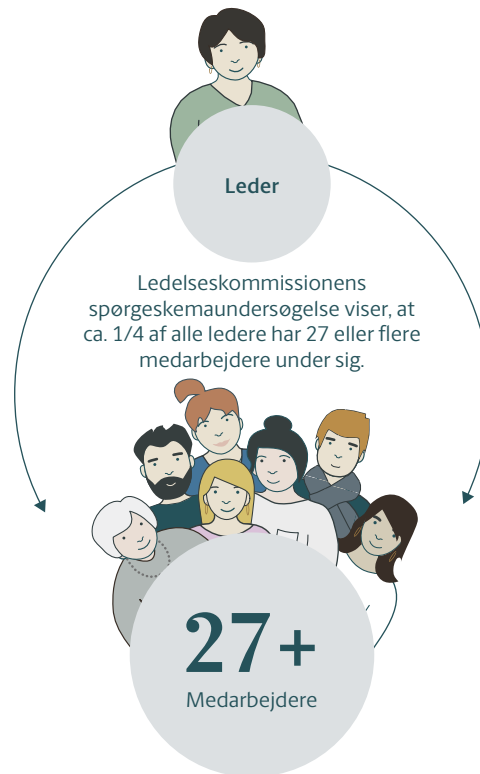 Leder
Ledelseskommissionens
spørgeskemaundersøgelse viser, at
ca. 1/4 af alle ledere har 27 eller flere
medarbejdere under sig.
27+
Medarbejdere